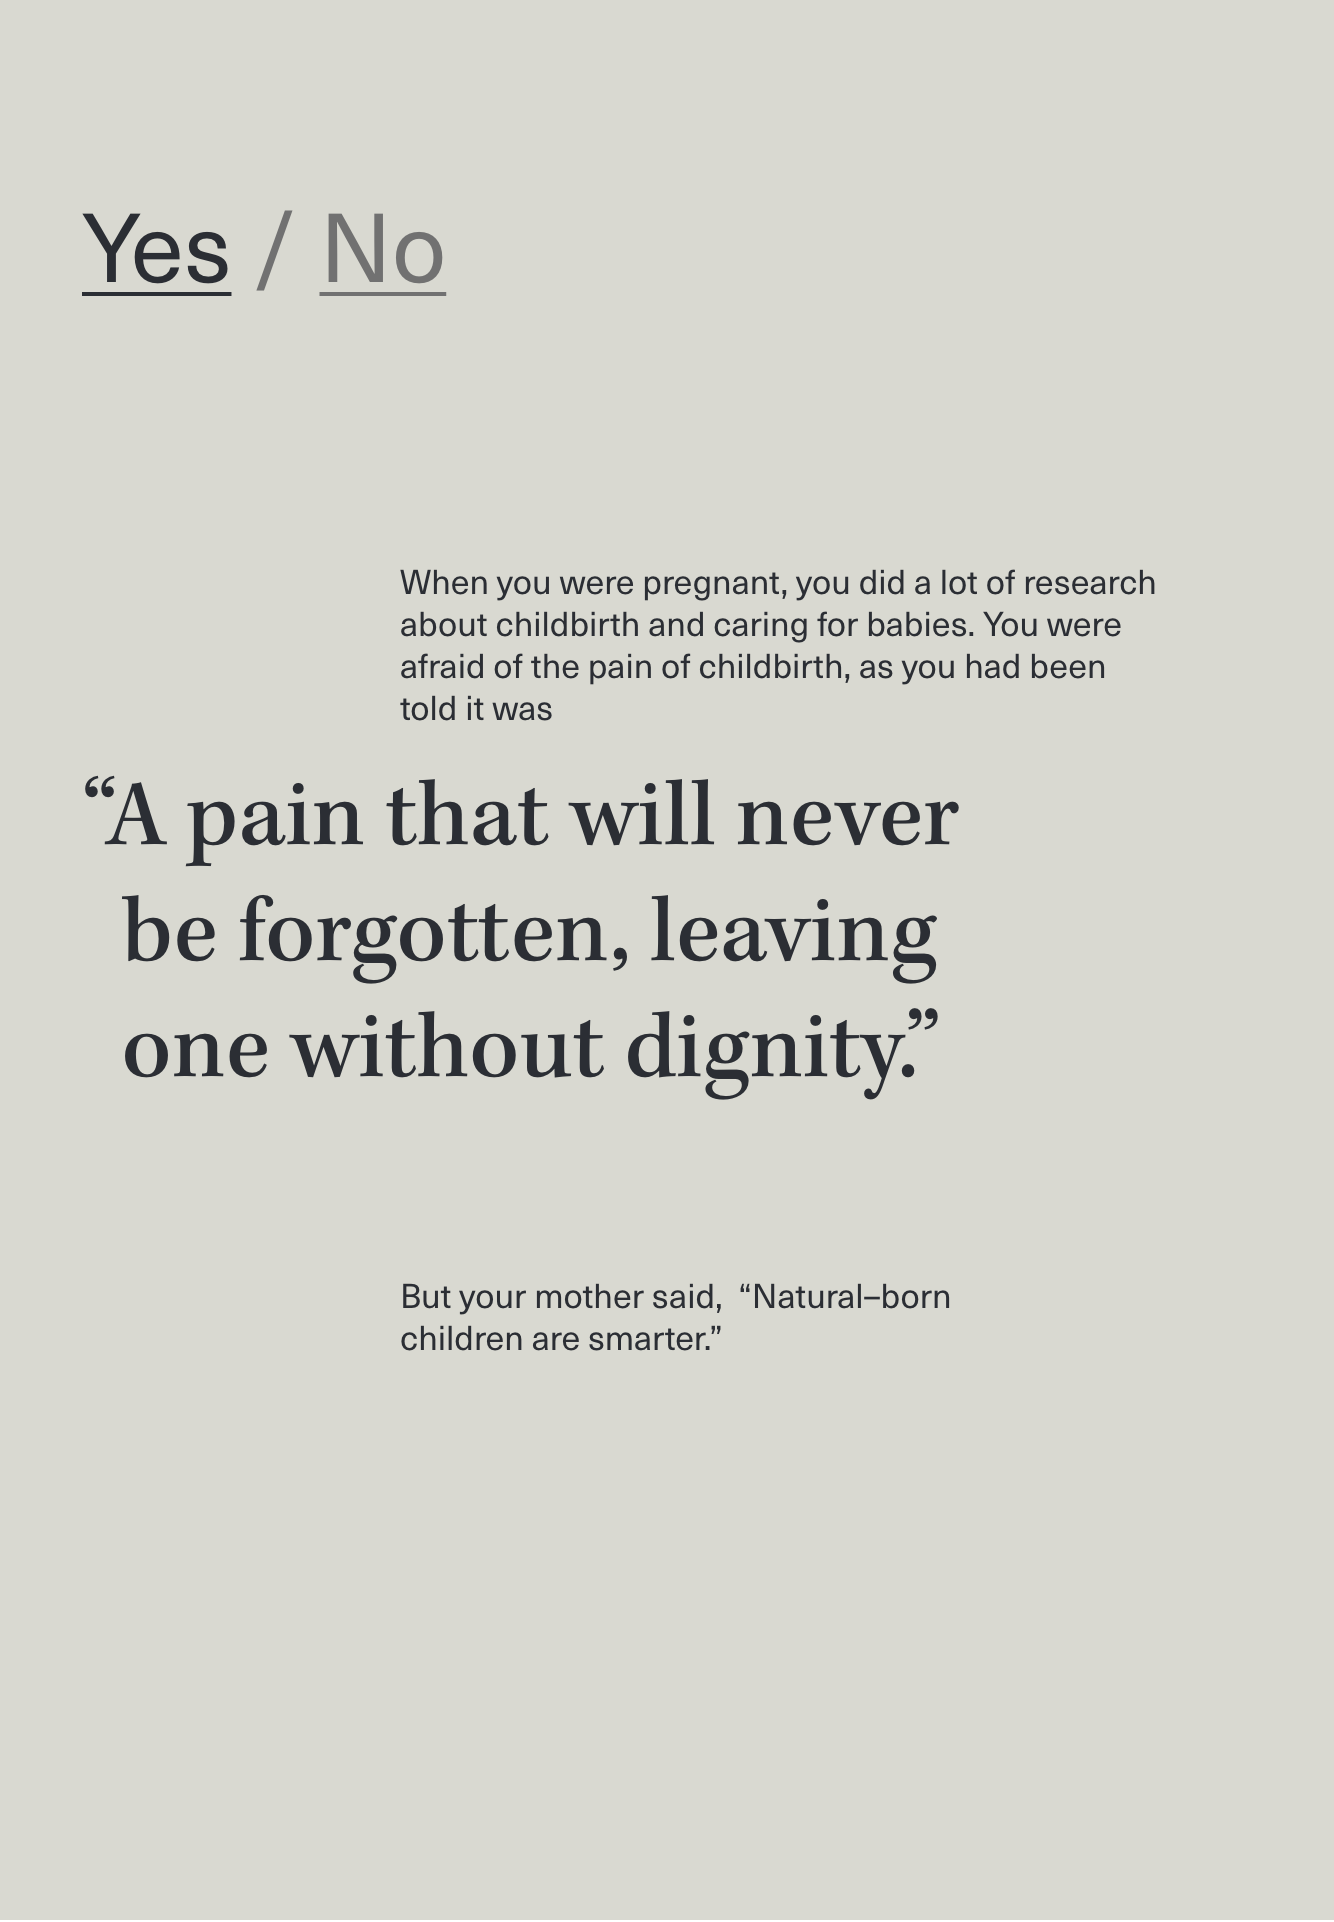 Yes / No
When you were pregnant, you did a lot of research
about childbirth and caring for babies. You were
afraid of the pain of childbirth, as you had been
told it was
“A pain that will never
be forgotten, leaving
one without dignity.”
But your mother said,  “Natural–born
children are smarter.”